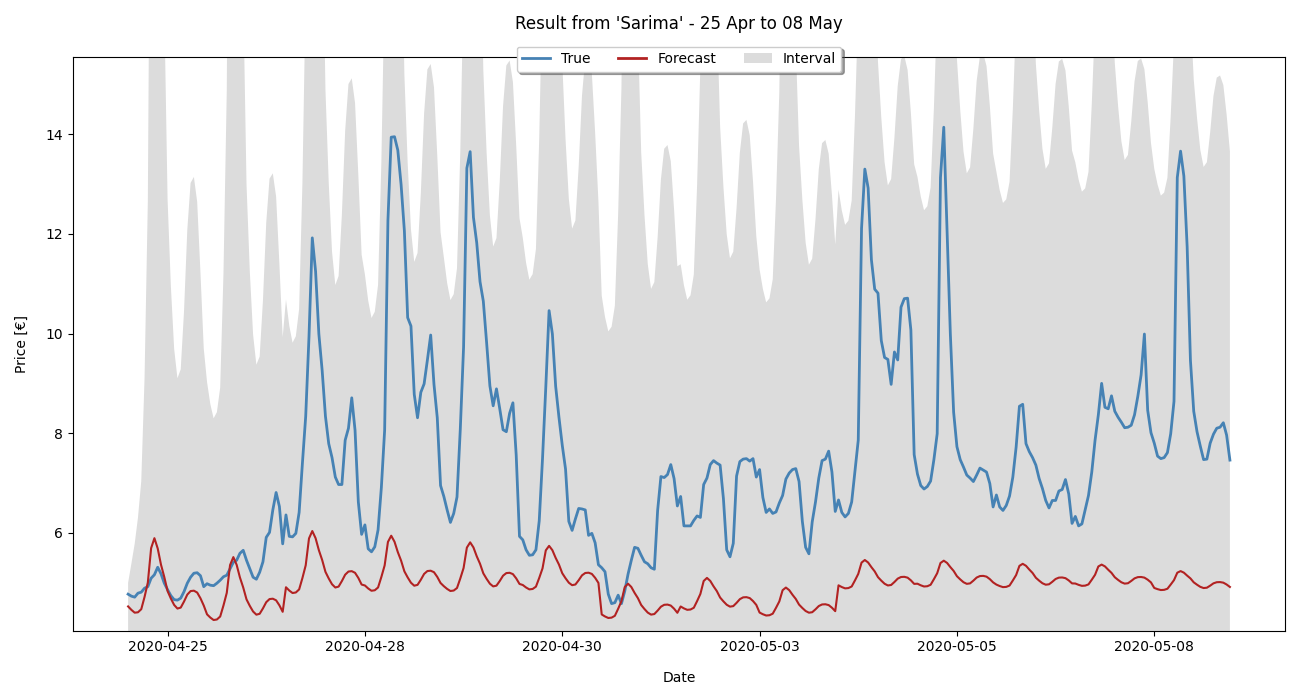 Result from 'Sarima' - 25 Apr to 08 May
True Forecast Interval
14
12
10
8
6
Price [€]
2020-04-25 2020-04-28 2020-04-30 2020-05-03 2020-05-05 2020-05-08
Date